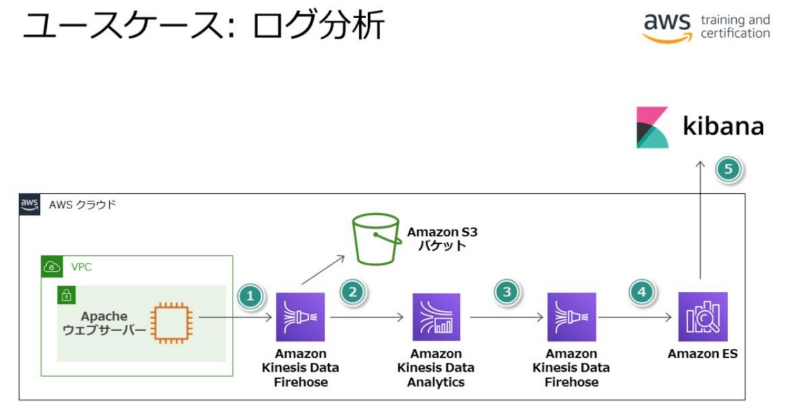 ユースケース: ログ分析
aws training and
certification
kibana
5
aws AWS クラウド
Amazon S3
バケット
VPC
1
2
3
4
Apache
ウェブサーバー
Amazon
Kinesis Data
Firehose
Amazon
Kinesis Data
Analytics
Amazon
Kinesis Data
Firehose
Amazon ES